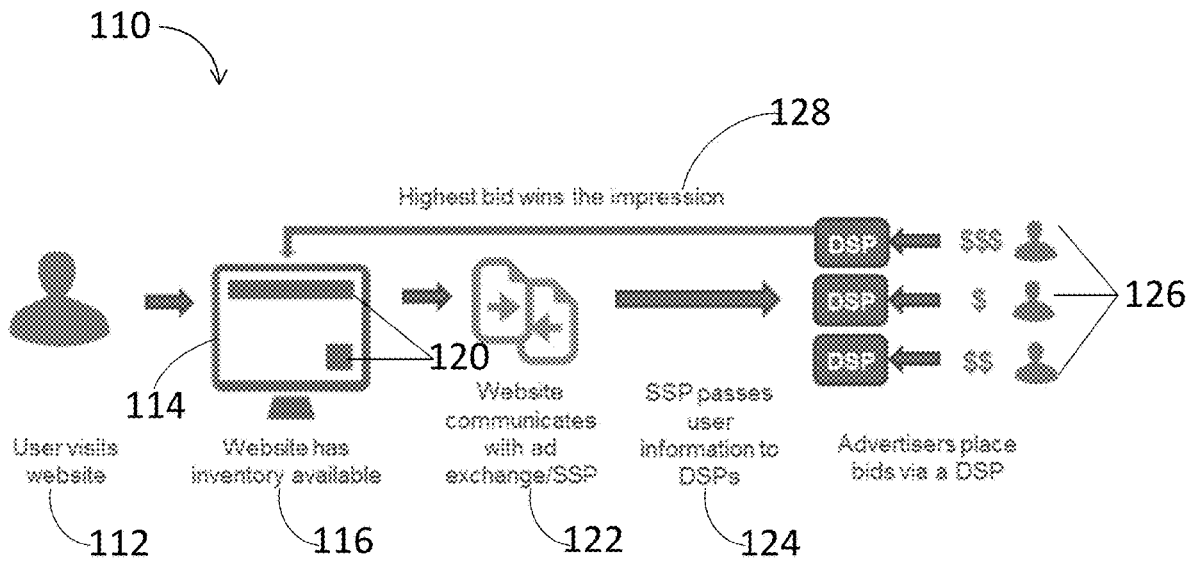 110
128
Highest bid wins the impression
DSP
$$$
DSP
$
126
DSP
$$
120
114
User visits
website
Website has
inventory available
Website
communicates
with ad
exchange/SSP
SSP passes
user
information to
DSPs
Advertisers place
bids via a DSP
112
116
122
124